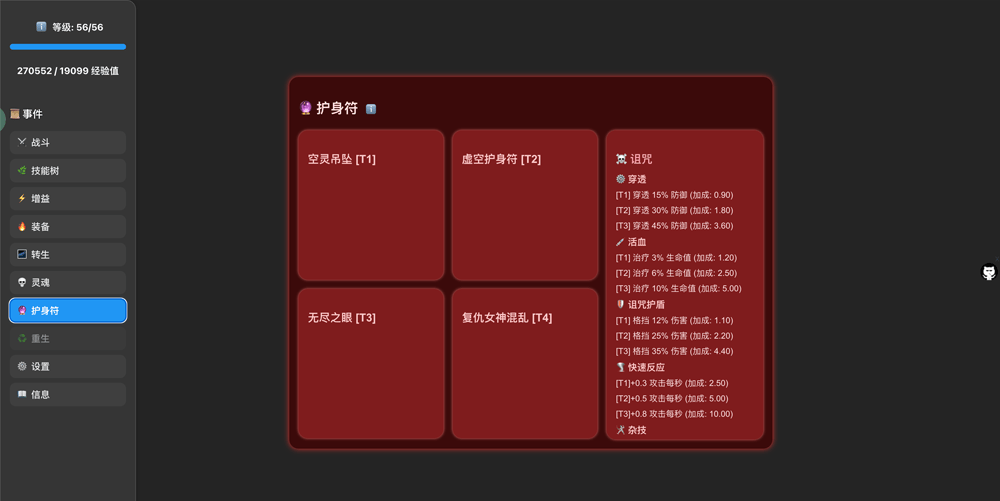 等级: 56/56
270552 / 19099 经验值
事件
战斗
技能树
增益
装备
转生
灵魂
护身符
重生
设置
信息
护身符
空灵吊坠 [T1]
虚空护身符 [T2]
无尽之眼 [T3]
复仇女神混乱 [T4]
诅咒
穿透
[T1] 穿透 15% 防御 (加成: 0.90)
[T2] 穿透 30% 防御 (加成: 1.80)
[T3] 穿透 45% 防御 (加成: 3.60)
活血
[T1] 治疗 3% 生命值 (加成: 1.20)
[T2] 治疗 6% 生命值 (加成: 2.50)
[T3] 治疗 10% 生命值 (加成: 5.00)
诅咒护盾
[T1] 格挡 12% 伤害 (加成: 1.10)
[T2] 格挡 25% 伤害 (加成: 2.20)
[T3] 格挡 35% 伤害 (加成: 4.40)
快速反应
[T1]+0.3 攻击每秒 (加成: 2.50)
[T2]+0.5 攻击每秒 (加成: 5.00)
[T3]+0.8 攻击每秒 (加成: 10.00)
杂技